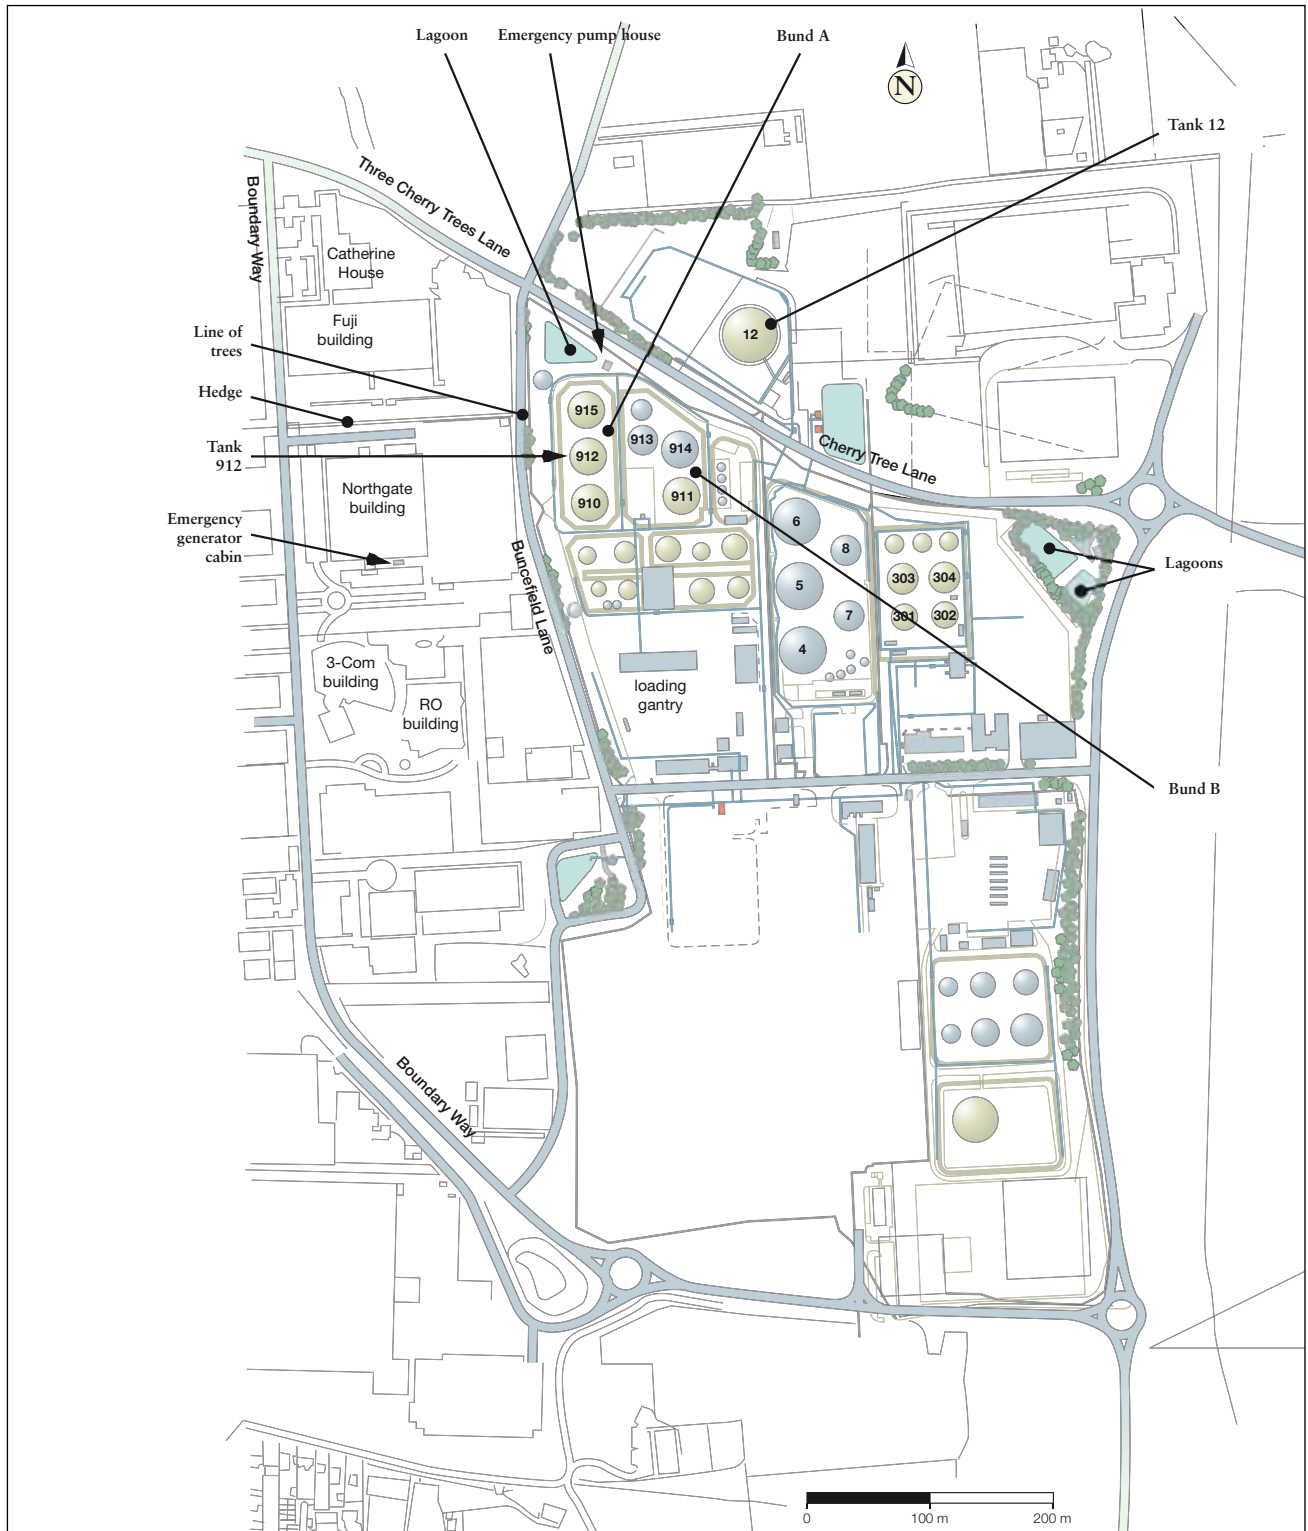 Lagoon
Emergency pump house
Bund A
N
Tank 12
Three Cherry Trees Lane
Boundary Way
Catherine
House
Fuji
building
Line of
trees
Hedge
Tank
912
12
915
912
910
913
914
911
Cherry Tree Lane
Northgate
building
Emergency
generator
cabin
Buncefield Lane
6
8
5
7
4
303
304
301
302
Lagoons
3-Com
building
RO
building
loading
gantry
Bund B
Boundary Way
0
100 m
200 m